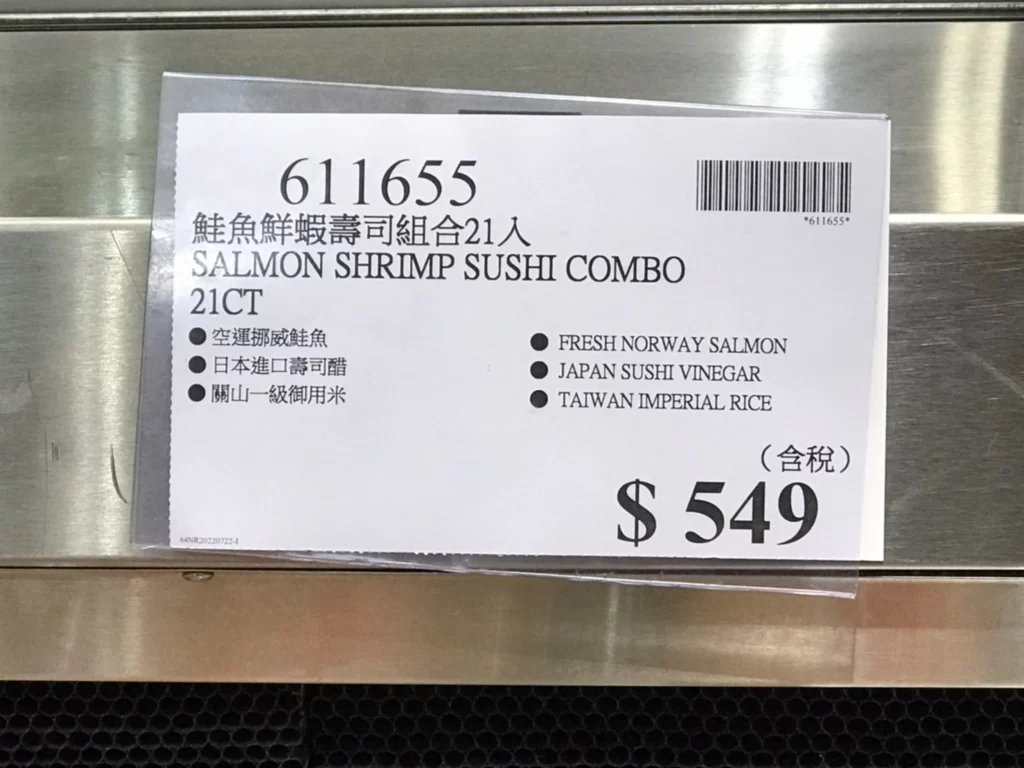 611655
*611655*
鮭魚鮮蝦壽司組合21入
SALMON SHRIMP SUSHI COMBO
21CT
● 空運挪威鮭魚
● 日本進口壽司醋
● 關山一級御用米
● FRESH NORWAY SALMON
● JAPAN SUSHI VINEGAR
● TAIWAN IMPERIAL RICE
（含稅）
$ 549
64NR20220722-1